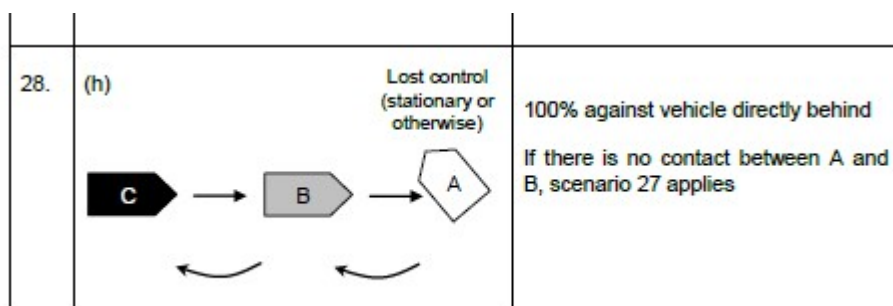 28.
(h)
Lost control
(stationary or
otherwise)
C
B
A
100% against vehicle directly behind
If there is no contact between A and
B, scenario 27 applies